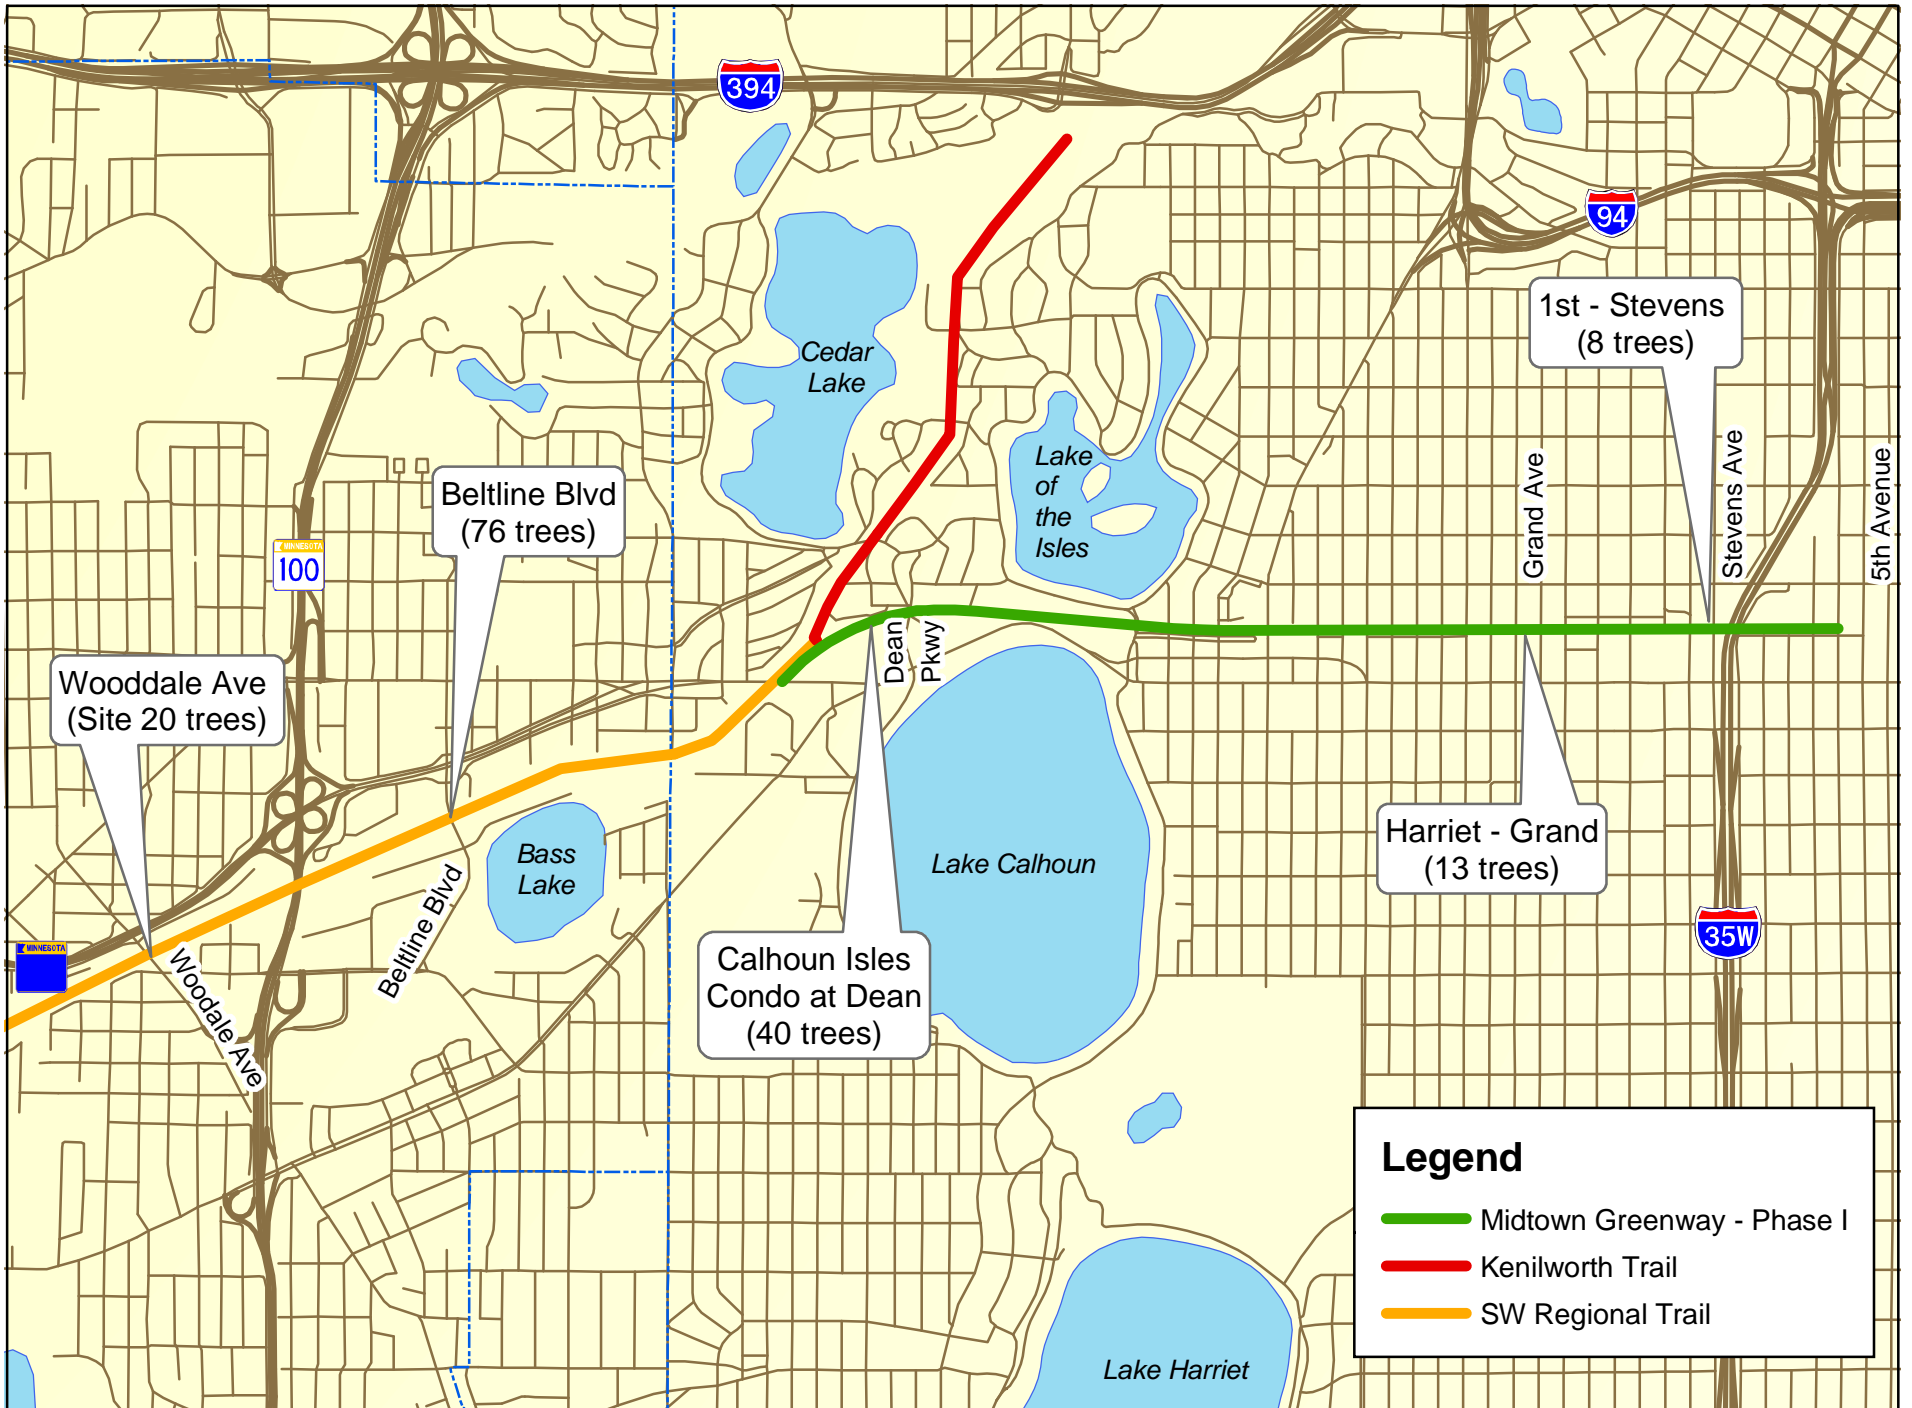 394
94
1st - Stevens
(8 trees)
Cedar
Lake
Lake
of
the
Isles
Grand Ave
Stevens Ave
5th Avenue
Beltline Blvd
(76 trees)
MINNESOTA
100
Dean
Pkwy
Wooddale Ave
(Site 20 trees)
Harriet - Grand
(13 trees)
Bass
Lake
Lake Calhoun
Beltline Blvd
35W
MINNESOTA
Woodale Ave
Calhoun Isles
Condo at Dean
(40 trees)
Legend
Midtown Greenway - Phase I
Kenilworth Trail
SW Regional Trail
Lake Harriet